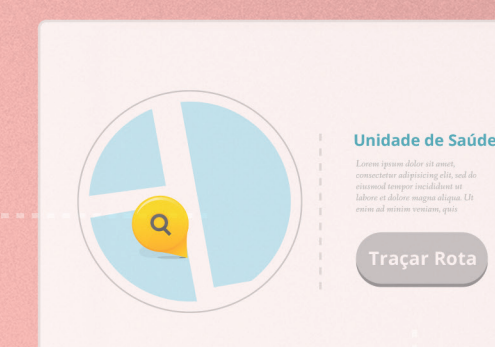 Unidade de Saúde
Lorem ipsum dolor sit amet,
consectetur adipisicing elit, sed do
eiusmod tempor incididunt ut
labore et dolore magna aliqua. Ut
enim ad minim veniam, quis
Traçar Rota